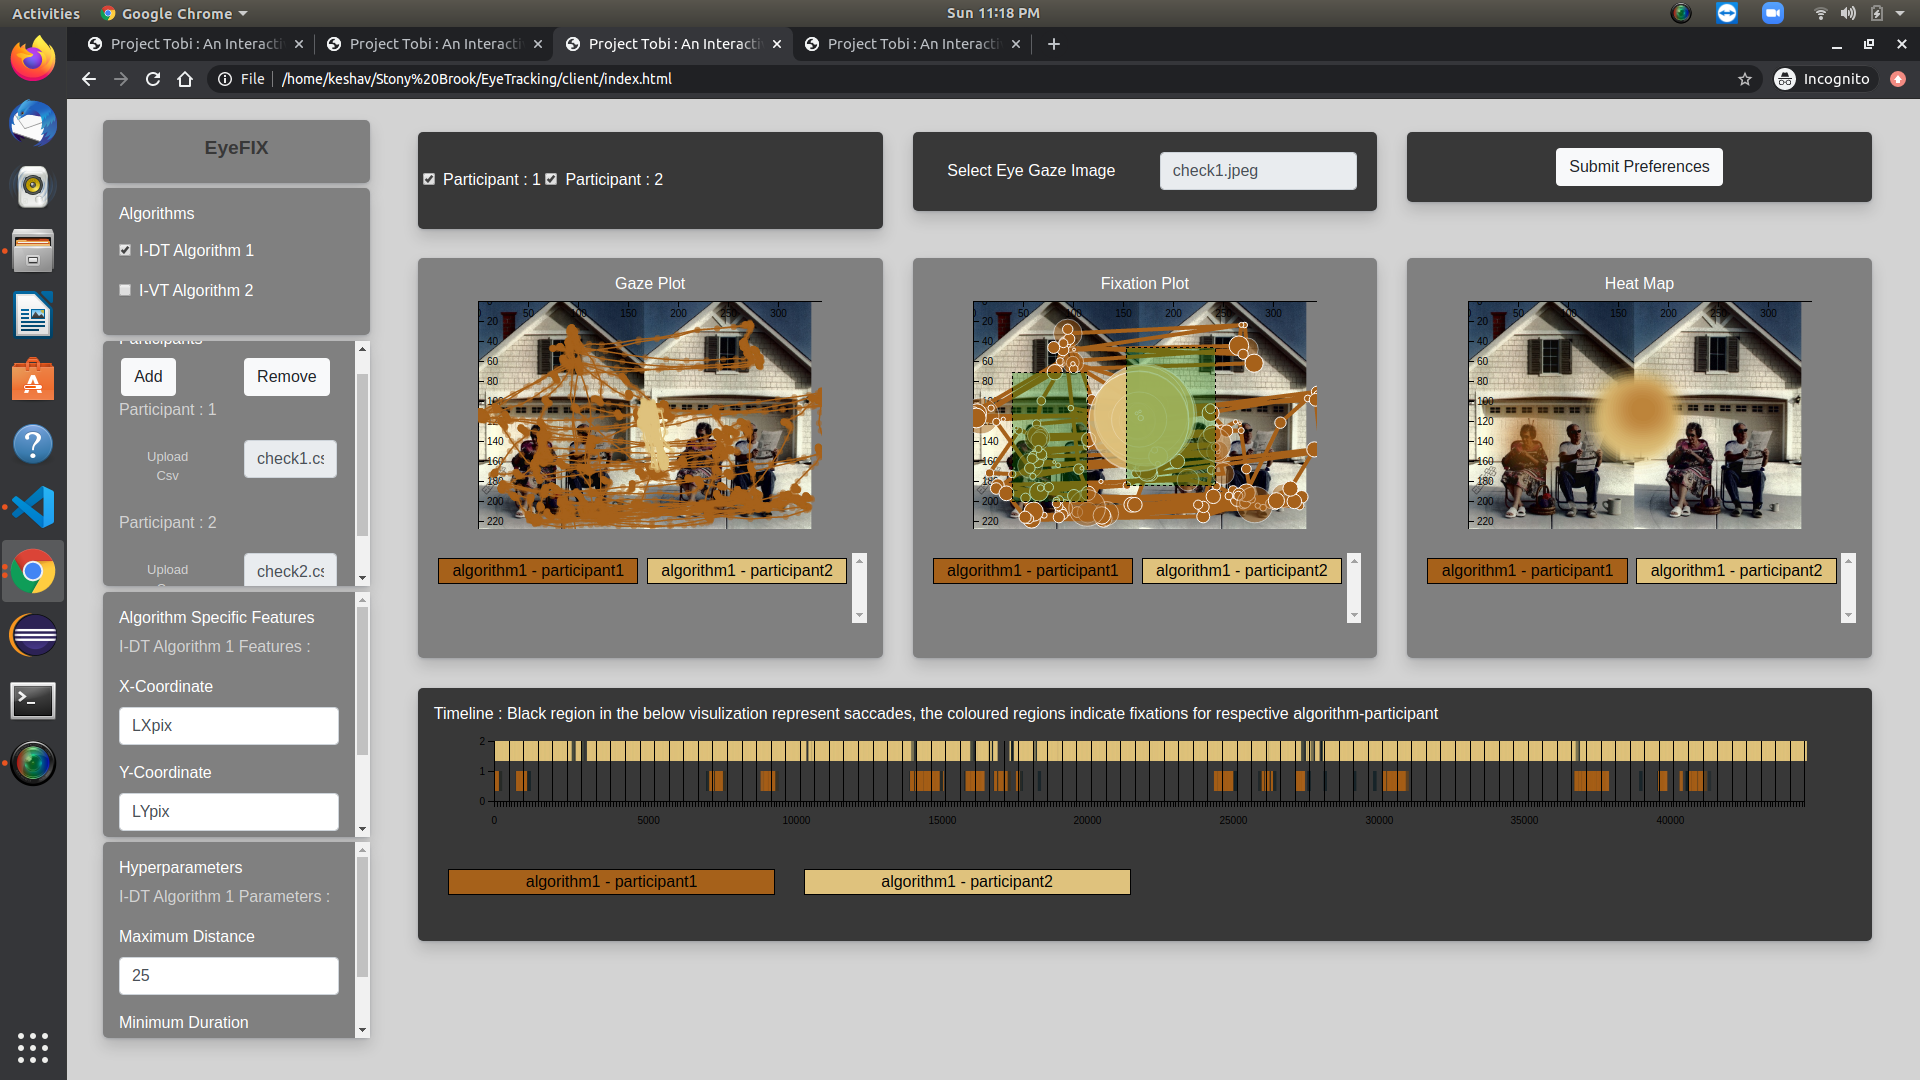 Activities
Google Chrome
Sun 11:18 PM
Project Tobi : An Interacti
Project Tobi : An Interacti
Project Tobi : An Interacti
Project Tobi : An Interacti
File
/home/keshav/Stony%20Brook/EyeTracking/client/index.html
Incognito
EyeFIX
Algorithms
I-DT Algorithm 1
I-VT Algorithm 2
Participants
Add
Remove
Participant : 1
Upload
Csv
check1.cs
Participant : 2
Upload
check2.cs
Algorithm Specific Features
I-DT Algorithm 1 Features :
X-Coordinate
LXpix
Y-Coordinate
LYpix
Hyperparameters
I-DT Algorithm 1 Parameters :
Maximum Distance
25
Minimum Duration
Participant : 1
Participant : 2
Select Eye Gaze Image
check1.jpeg
Submit Preferences
Gaze Plot
0 50 100 150 200 250 300
20
40
60
80
100
120
140
160
180
200
220
algorithm1 - participant1
algorithm1 - participant2
Fixation Plot
0 50 100 150 200 250 300
20
40
60
80
100
120
140
160
180
200
220
algorithm1 - participant1
algorithm1 - participant2
Heat Map
0 50 100 150 200 250 300
20
40
60
80
100
120
140
160
180
200
220
algorithm1 - participant1
algorithm1 - participant2
Timeline : Black region in the below visulization represent saccades, the coloured regions indicate fixations for respective algorithm-participant
2
1
0
0 5000 10000 15000 20000 25000 30000 35000 40000
algorithm1 - participant1
algorithm1 - participant2